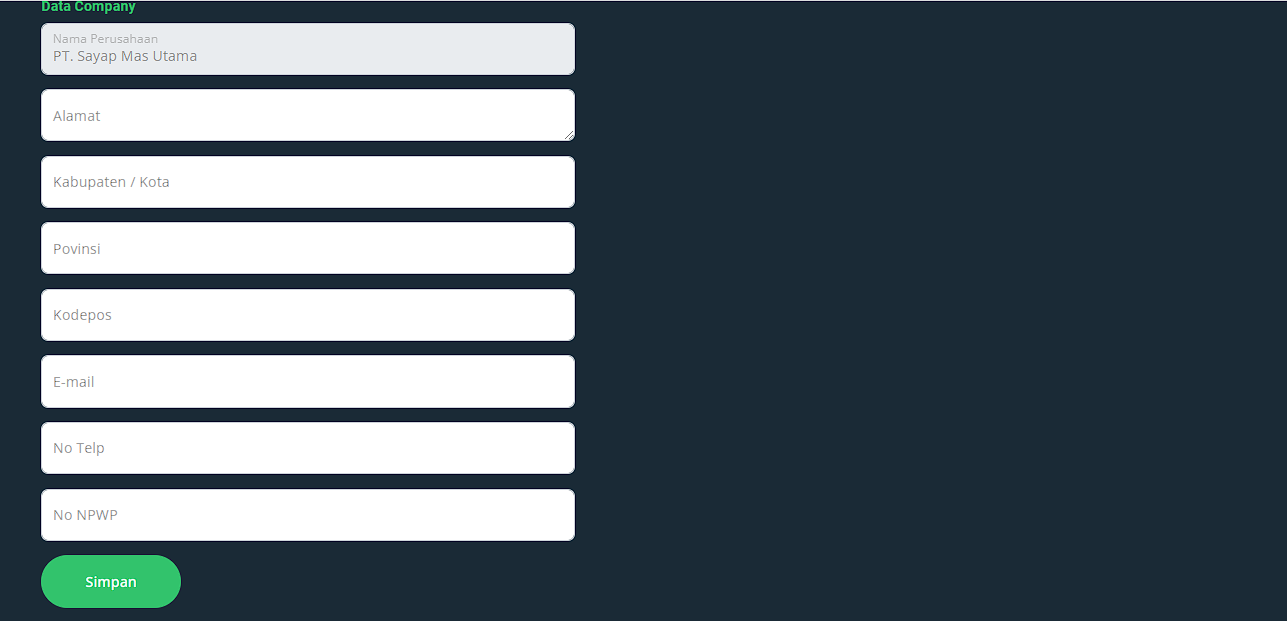 Data Company
Nama Perusahaan
PT. Sayap Mas Utama
Alamat
Kabupaten / Kota
Povinsi
Kodepos
E-mail
No Telp
No NPWP
Simpan